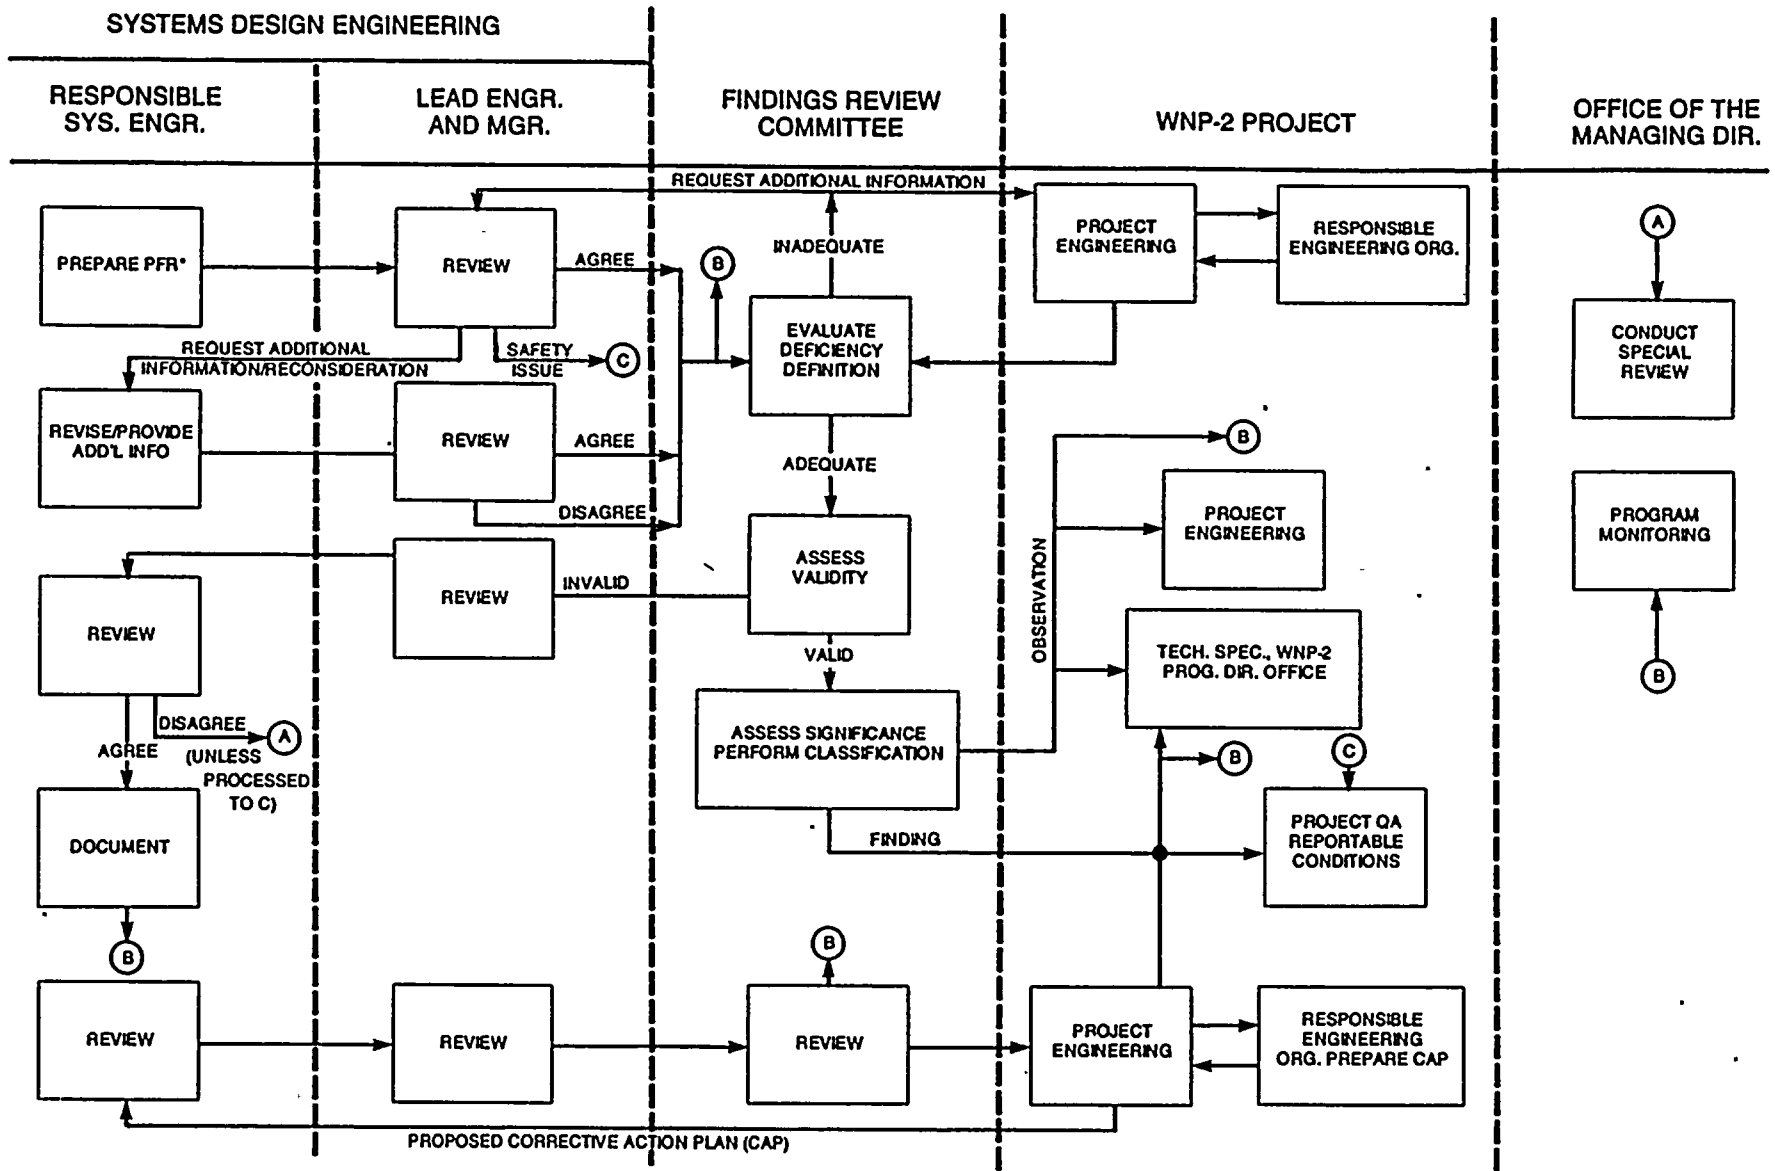 SYSTEMS DESIGN ENGINEERING
RESPONSIBLE
SYS. ENGR.
LEAD ENGR.
AND MGR.
FINDINGS REVIEW
COMMITTEE
WNP-2 PROJECT
OFFICE OF THE
MANAGING DIR.
REQUEST ADDITIONAL INFORMATION
PREPARE PFR*
REVIEW
AGREE
B
INADEQUATE
PROJECT
ENGINEERING
RESPONSIBLE
ENGINEERING ORG.
A
REQUEST ADDITIONAL
INFORMATION/RECONSIDERATION
SAFETY
ISSUE
C
EVALUATE
DEFICIENCY
DEFINITION
CONDUCT
SPECIAL
REVIEW
REVISE/PROVIDE
ADD'L INFO
REVIEW
AGREE
DISAGREE
ADEQUATE
B
PROJECT
ENGINEERING
PROGRAM
MONITORING
B
REVIEW
REVIEW
INVALID
ASSESS
VALIDITY
VALID
OBSERVATION
TECH. SPEC., WNP-2
PROG. DIR. OFFICE
DISAGREE
A
AGREE
(UNLESS
PROCESSED
TO C)
ASSESS SIGNIFICANCE
PERFORM CLASSIFICATION
B
C
DOCUMENT
B
FINDING
PROJECT QA
REPORTABLE
CONDITIONS
B
REVIEW
REVIEW
REVIEW
PROJECT
ENGINEERING
RESPONSIBLE
ENGINEERING
ORG. PREPARE CAP
PROPOSED CORRECTIVE ACTION PLAN (CAP)